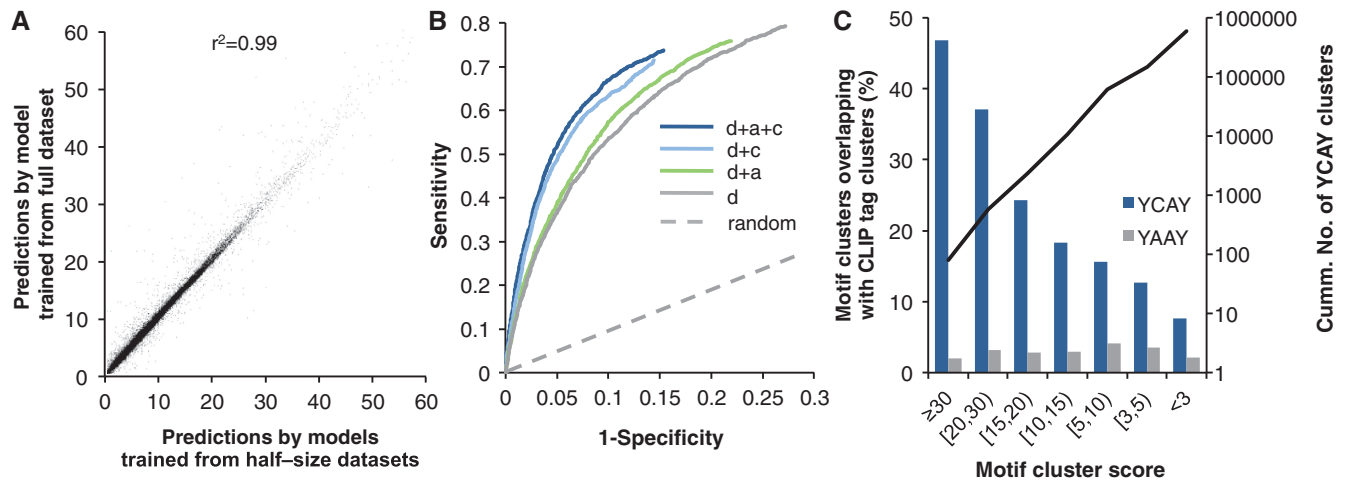 A
r²=0.99
60
50
40
30
20
10
0
0 10 20 30 40 50 60
Predictions by model
trained from full dataset
Predictions by models
trained from half–size datasets
B
0.8
0.7
0.6
0.5
0.4
0.3
0.2
0.1
0
0 0.05 0.1 0.15 0.2 0.25 0.3
Sensitivity
1-Specificity
d+a+c
d+c
d+a
d
random
C
50
40
30
20
10
0
Motif clusters overlapping
with CLIP tag clusters (%)
YCAY
YAAY
1000000
100000
10000
1000
100
10
1
Cumm. No. of YCAY clusters
≥30 [20,30) [15,20) [10,15) [5,10) [3,5) <3
Motif cluster score